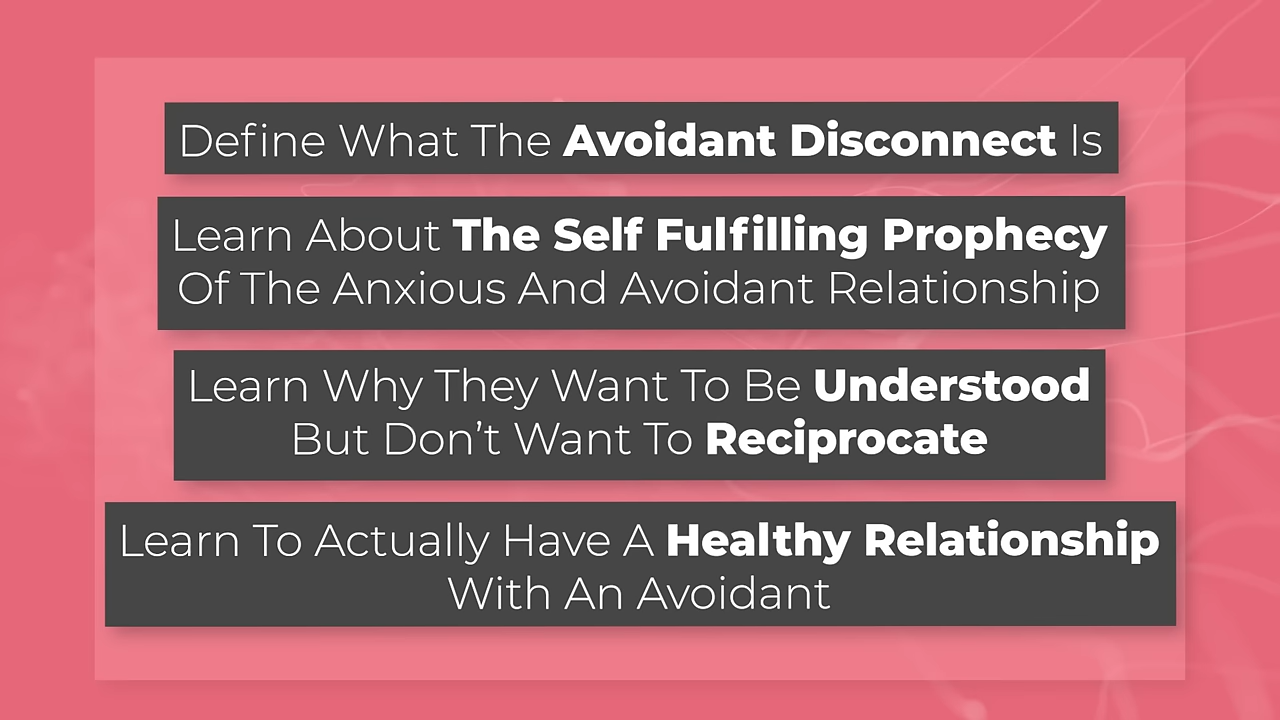 Define What The Avoidant Disconnect Is
Learn About The Self Fulfilling Prophecy
Of The Anxious And Avoidant Relationship
Learn Why They Want To Be Understood
But Don’t Want To Reciprocate
Learn To Actually Have A Healthy Relationship
With An Avoidant